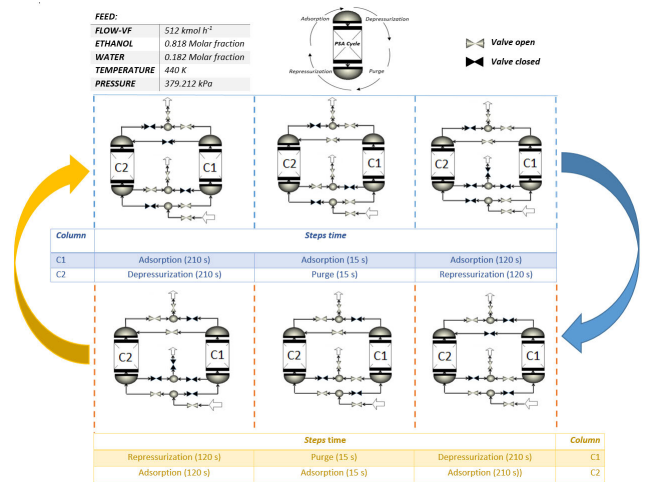 FEED:
FLOW-VF 512 kmol h⁻¹
ETHANOL 0.818 Molar fraction
WATER 0.182 Molar fraction
TEMPERATURE 440 K
PRESSURE 379.212 kPa
Adsorption
Depressurization
PSA Cycle
Repressurization
Purge
Valve open
Valve closed
C2 C1 C2 C1 C2 C1
Column Steps time
C1 Adsorption (210 s) Adsorption (15 s) Adsorption (120 s)
C2 Depressurization (210 s) Purge (15 s) Repressurization (120 s)
C2 C1 C2 C1 C2 C1
Steps time Column
Repressurization (120 s) Purge (15 s) Depressurization (210 s) C1
Adsorption (120 s) Adsorption (15 s) Adsorption (210 s)) C2